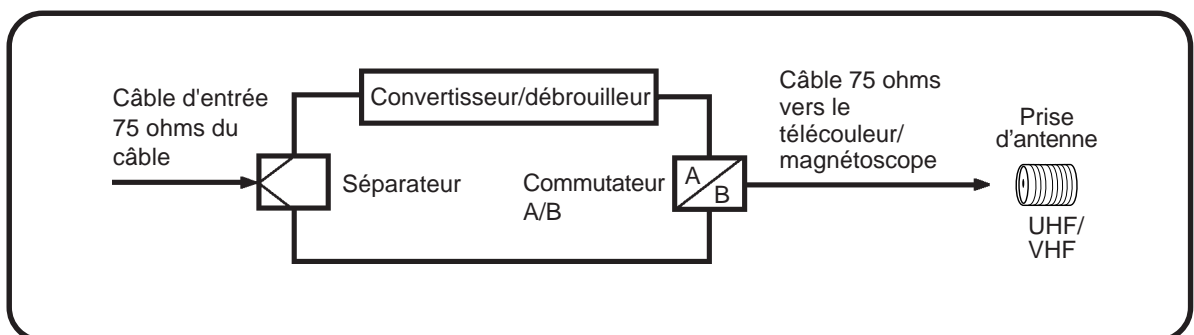 Câble d'entrée
75 ohms du
câble
Convertisseur/débrouilleur
Séparateur
Commutateur
A/B
A
B
Câble 75 ohms
vers le
télécouleur/
magnétoscope
Prise
d'antenne
UHF/
VHF